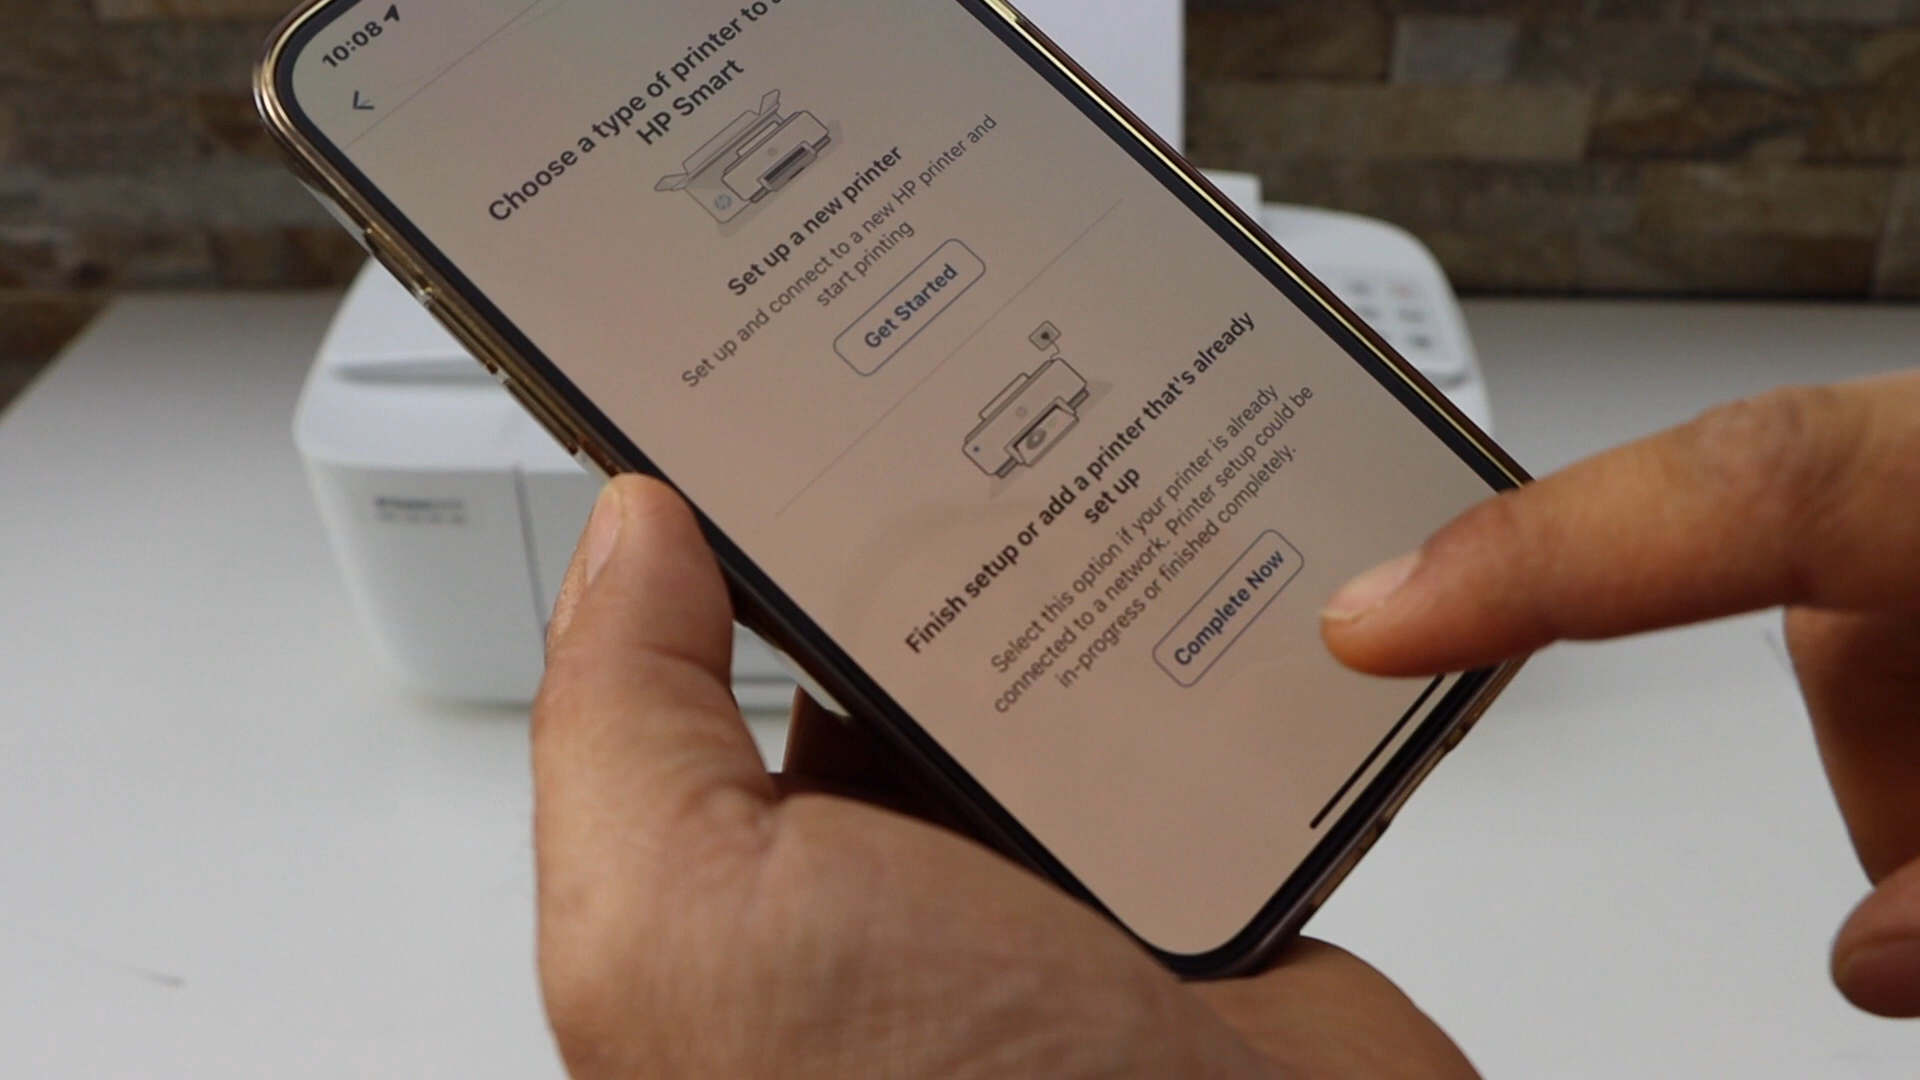 10:08
Choose a type of printer to
HP Smart
Set up a new printer
Set up and connect to a new HP printer and
start printing
Get Started
Finish setup or add a printer that's already
set up
Select this option if your printer is already
connected to a network. Printer setup could be
in-progress or finished completely.
Complete Now